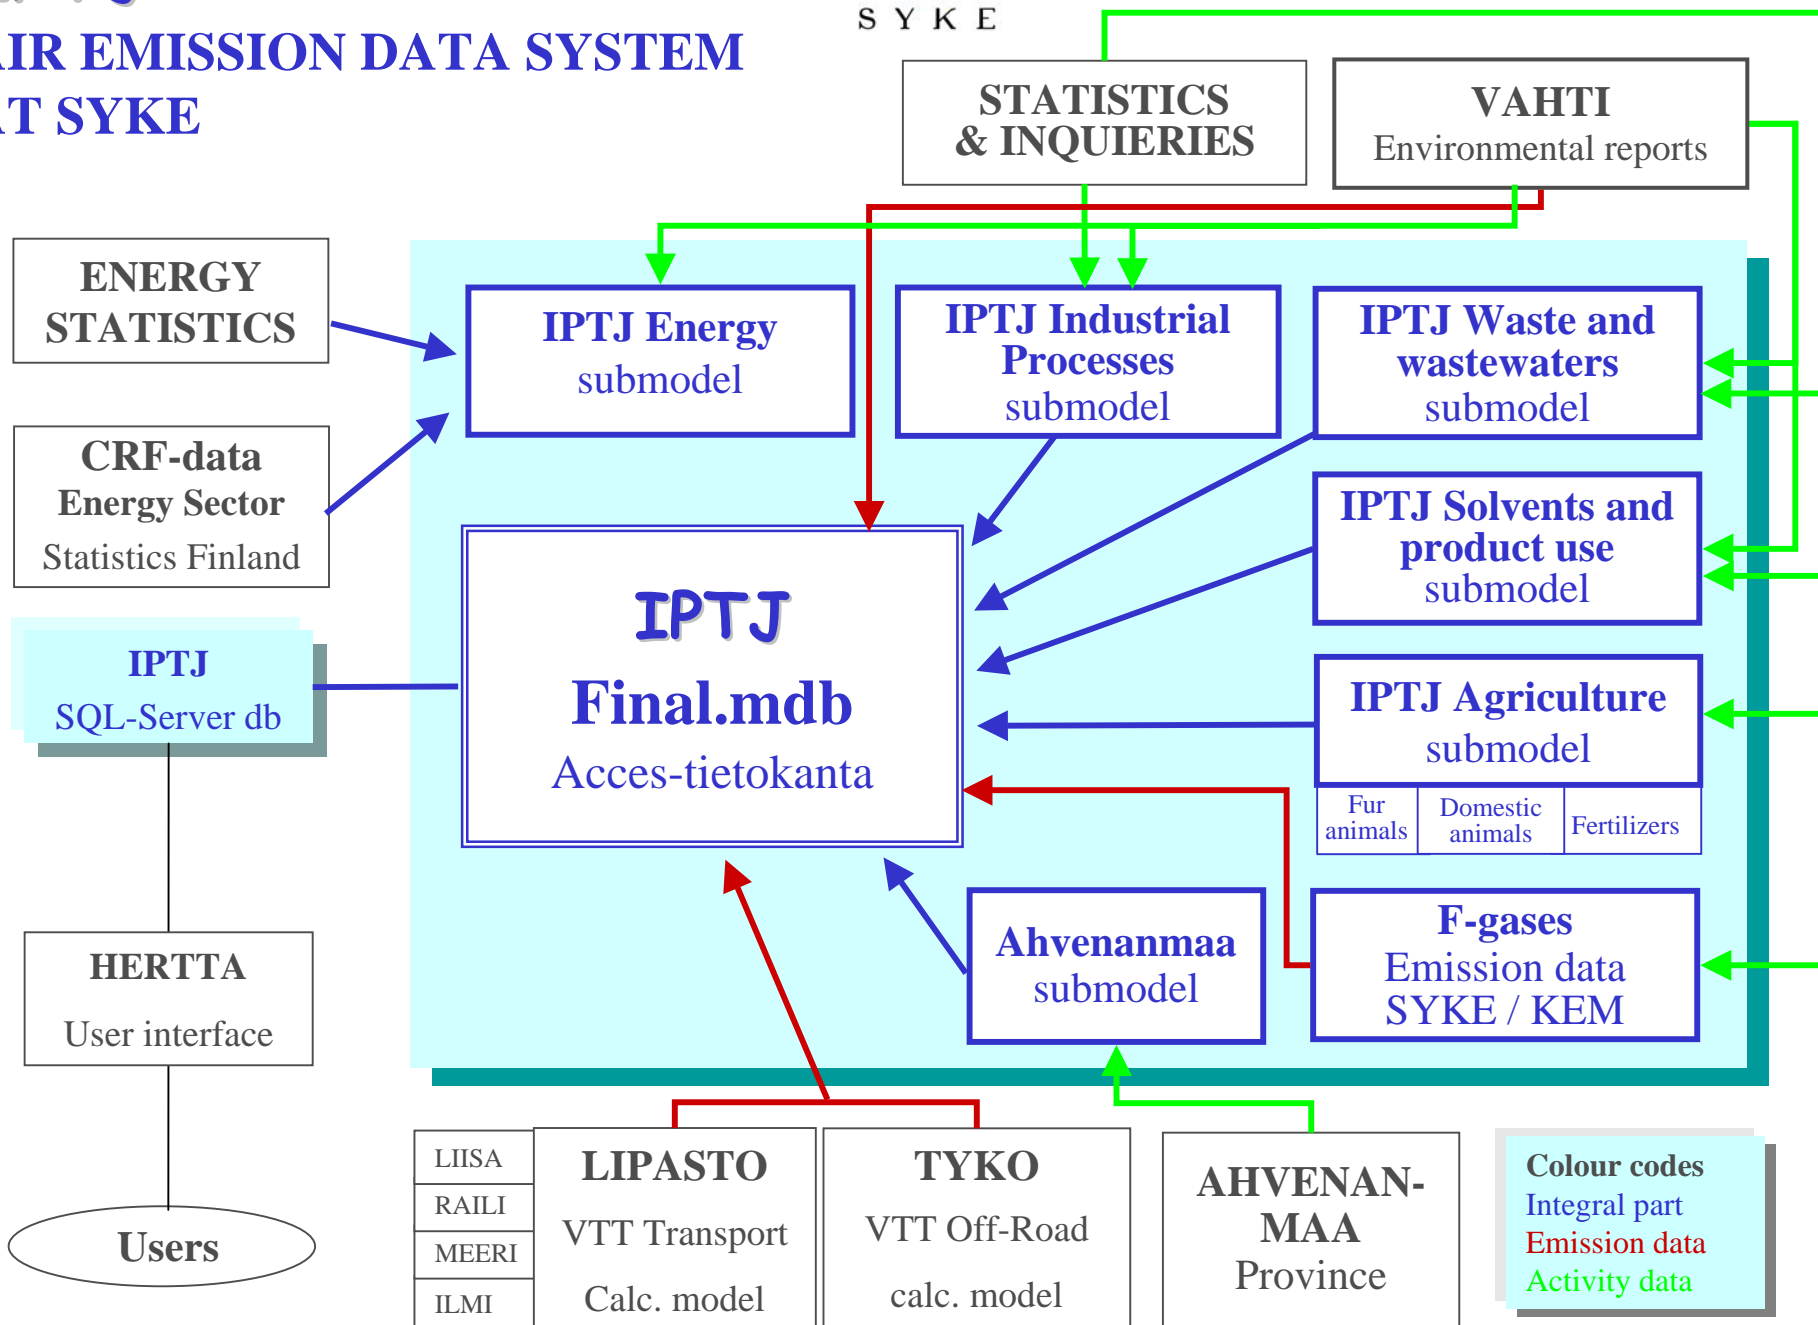 S Y K E
AIR EMISSION DATA SYSTEM
AT SYKE
STATISTICS
& INQUIERIES
VAHTI
Environmental reports
ENERGY
STATISTICS
IPTJ Energy
submodel
IPTJ Industrial
Processes
submodel
IPTJ Waste and
wastewaters
submodel
CRF-data
Energy Sector
Statistics Finland
IPTJ Solvents and
product use
submodel
IPTJ
Final.mdb
Acces-tietokanta
IPTJ
SQL-Server db
IPTJ Agriculture
submodel
Fur
animals
Domestic
animals
Fertilizers
Ahvenanmaa
submodel
F-gases
Emission data
SYKE / KEM
HERTTA
User interface
Users
LIISA
RAILI
MEERI
ILMI
LIPASTO
VTT Transport
Calc. model
TYKO
VTT Off-Road
calc. model
AHVENAN-
MAA
Province
Colour codes
Integral part
Emission data
Activity data